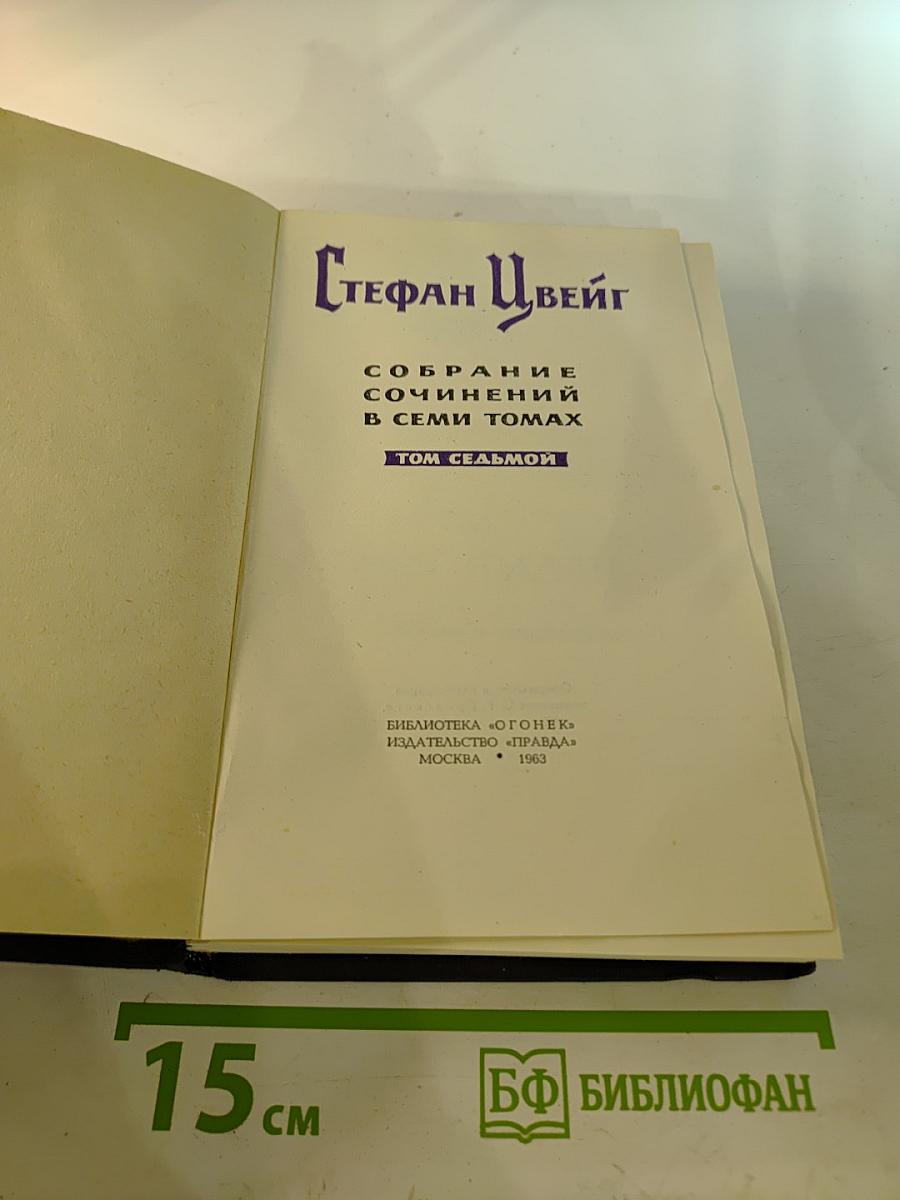 Стефан Цвейг
СОБРАНИЕ
СОЧИНЕНИЙ
В СЕМИ ТОМАХ
ТОМ СЕДЬМОЙ
БИБЛИОТЕКА «ОГОНЕК»
ИЗДАТЕЛЬСТВО «ПРАВДА»
МОСКВА • 1963
15 СМ
БФ БИБЛИОФАН